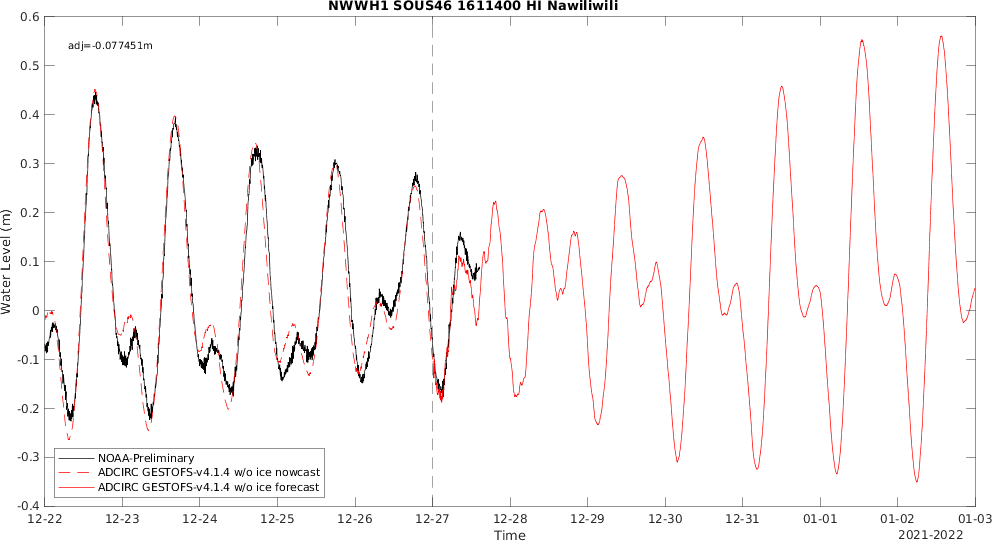 NWWH1 SOUS46 1611400 HI Nawiliwili
adj=-0.077451m
Water Level (m)
0.6
0.5
0.4
0.3
0.2
0.1
0
-0.1
-0.2
-0.3
-0.4
NOAA-Preliminary
ADCIRC GESTOFS-v4.1.4 w/o ice nowcast
ADCIRC GESTOFS-v4.1.4 w/o ice forecast
12-22 12-23 12-24 12-25 12-26 12-27 12-28 12-29 12-30 12-31 01-01 01-02 01-03
Time
2021-2022